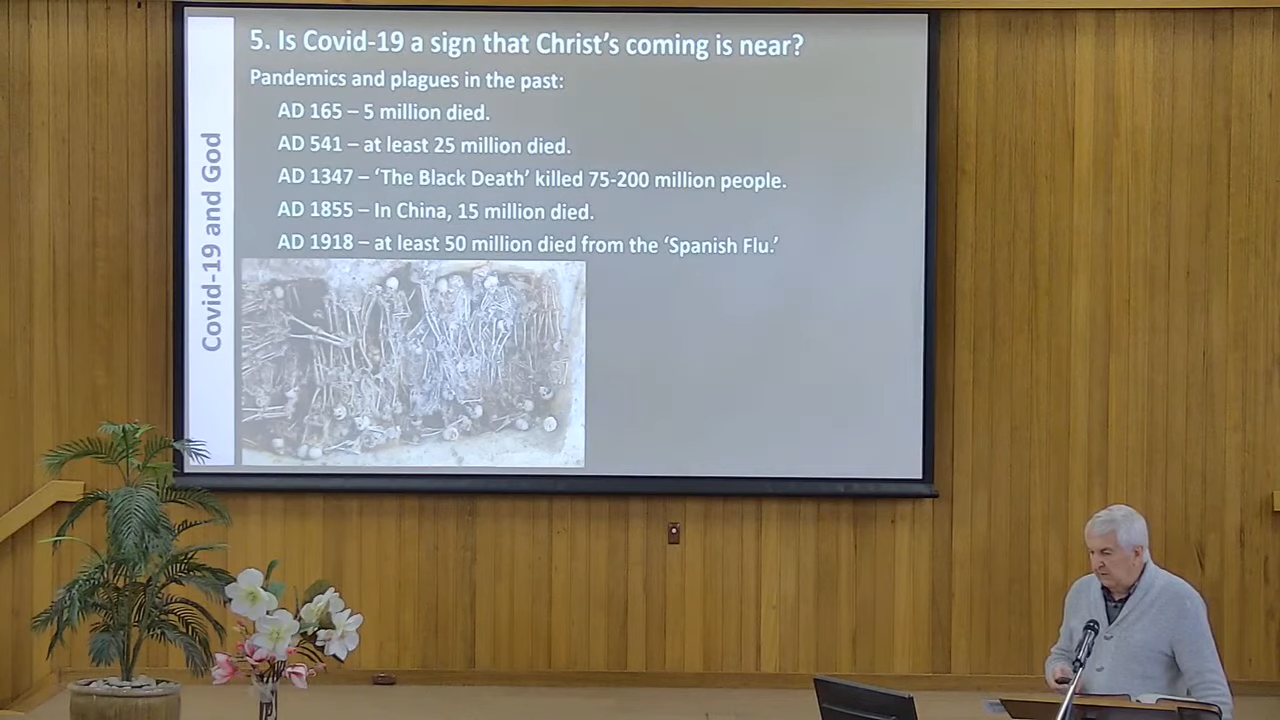 5. Is Covid-19 a sign that Christ's coming is near?
Pandemics and plagues in the past:
AD 165 – 5 million died.
AD 541 – at least 25 million died.
AD 1347 – 'The Black Death' killed 75-200 million people.
AD 1855 – In China, 15 million died.
AD 1918 – at least 50 million died from the 'Spanish Flu.'
Covid-19 and God